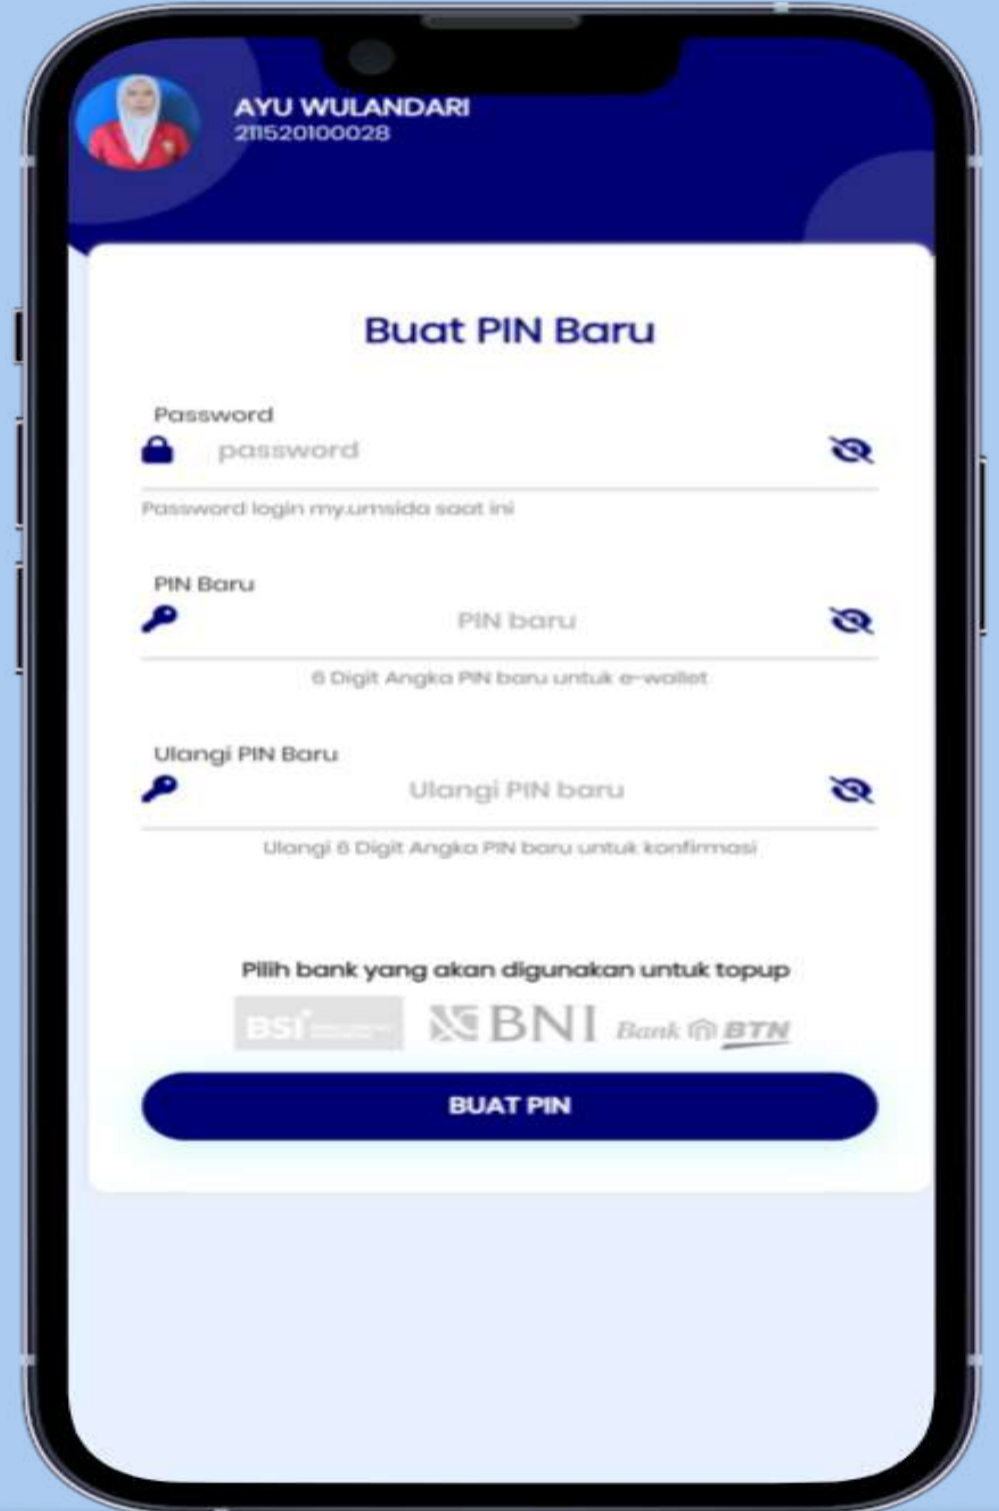 AYU WULANDARI
211520100028
Buat PIN Baru
Password
password
Password login my.umsida saat ini
PIN Baru
PIN baru
6 Digit Angka PIN baru untuk e-wallet
Ulangi PIN Baru
Ulangi PIN baru
Ulangi 6 Digit Angka PIN baru untuk konfirmasi
Pilih bank yang akan digunakan untuk topup
BSI BNI Bank BTN
BUAT PIN